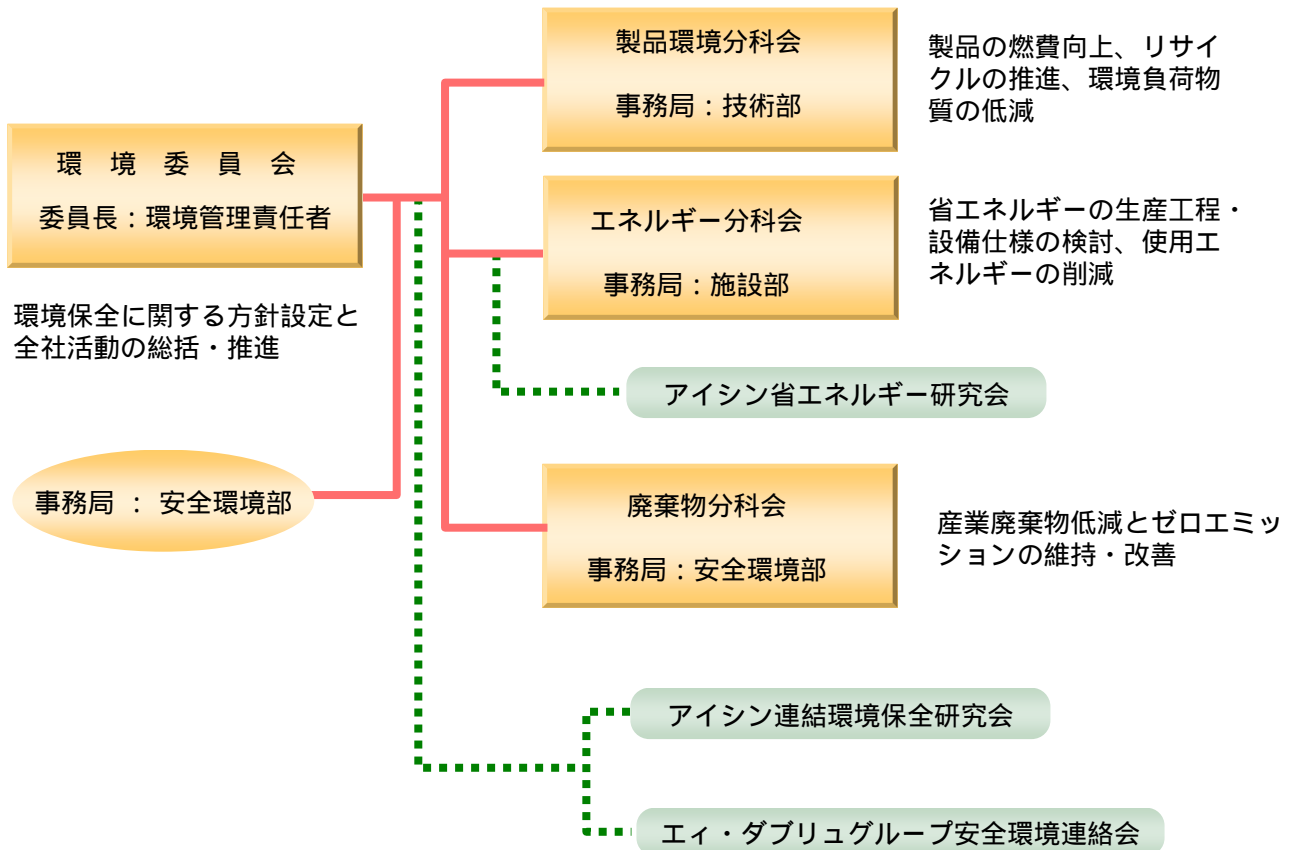 製品環境分科会
事務局：技術部
製品の燃費向上、リサイ
クルの推進、環境負荷物
質の低減
環　境　委　員　会
委員長：環境管理責任者
環境保全に関する方針設定と
全社活動の総括・推進
エネルギー分科会
事務局：施設部
省エネルギーの生産工程・
設備仕様の検討、使用エ
ネルギーの削減
アイシン省エネルギー研究会
事務局 ： 安全環境部
廃棄物分科会
事務局：安全環境部
産業廃棄物低減とゼロエミッ
ションの維持・改善
アイシン連結環境保全研究会
エィ・ダブリュグループ安全環境連絡会